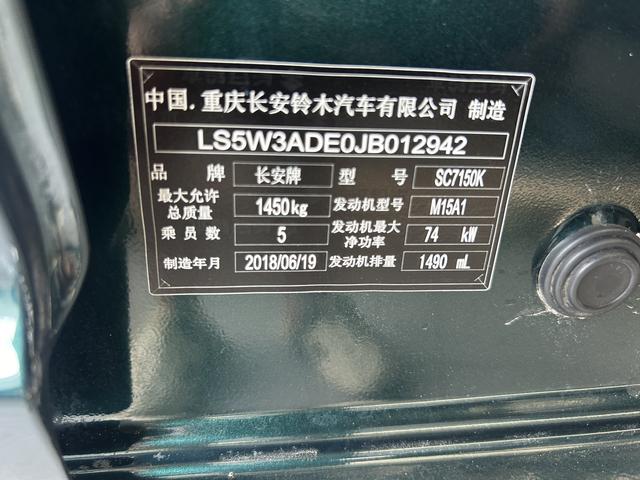 中国.重庆长安铃木汽车有限公司 制造
LS5W3ADE0JB012942
品牌 长安牌 型号 SC7150K
最大允许总质量 1450kg 发动机型号 M15A1
乘员数 5 发动机最大净功率 74 kW
制造年月 2018/06/19 发动机排量 1490 mL